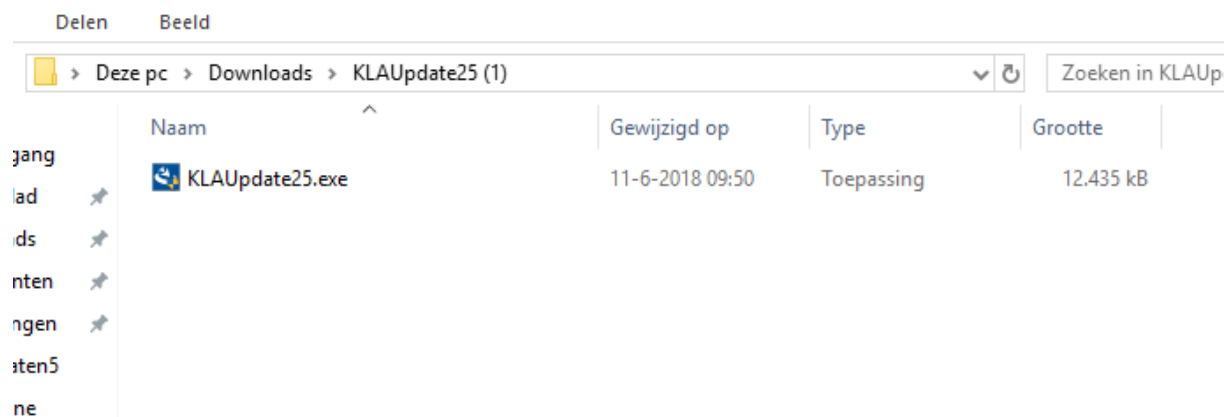 Delen Beeld
Deze pc > Downloads > KLAUpdate25 (1) Zoeken in KLAUp
Naam Gewijzigd op Type Grootte
gang
KLAUpdate25.exe 11-6-2018 09:50 Toepassing 12.435 kB
lad
ds
nten
ngen
aten5
ne